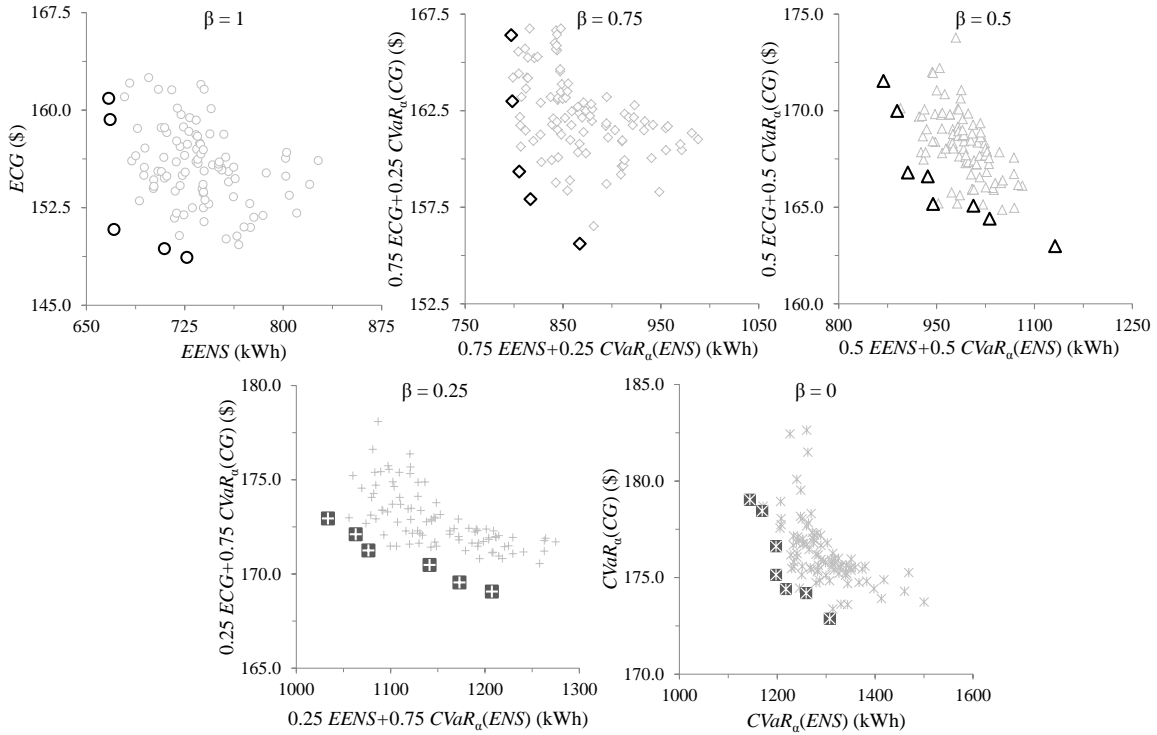 β = 1
167.5
160.0
152.5
145.0
650
725
800
875
ECG ($)
EENS (kWh)
β = 0.75
167.5
162.5
157.5
152.5
750
850
950
1050
0.75 ECG+0.25 CVaRα(CG) ($)
0.75 EENS+0.25 CVaRα(ENS) (kWh)
β = 0.5
175.0
170.0
165.0
160.0
800
950
1100
1250
0.5 ECG+0.5 CVaRα(CG) ($)
0.5 EENS+0.5 CVaRα(ENS) (kWh)
β = 0.25
180.0
175.0
170.0
165.0
1000
1100
1200
1300
0.25 ECG+0.75 CVaRα(CG) ($)
0.25 EENS+0.75 CVaRα(ENS) (kWh)
β = 0
185.0
180.0
175.0
170.0
1000
1200
1400
1600
CVaRα(CG) ($)
CVaRα(ENS) (kWh)